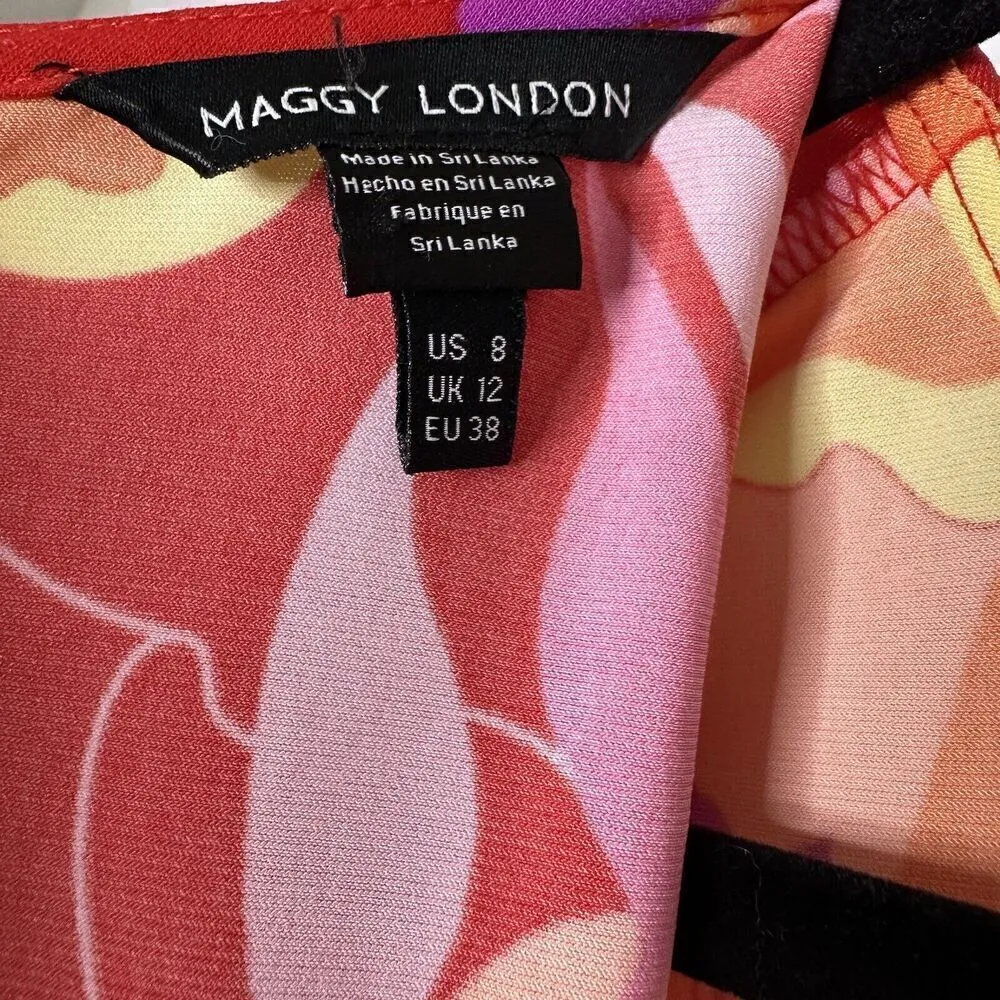 MAGGY LONDON
Made in Sri Lanka
Hecho en Sri Lanka
Fabrique en
Sri Lanka
US 8
UK 12
EU 38